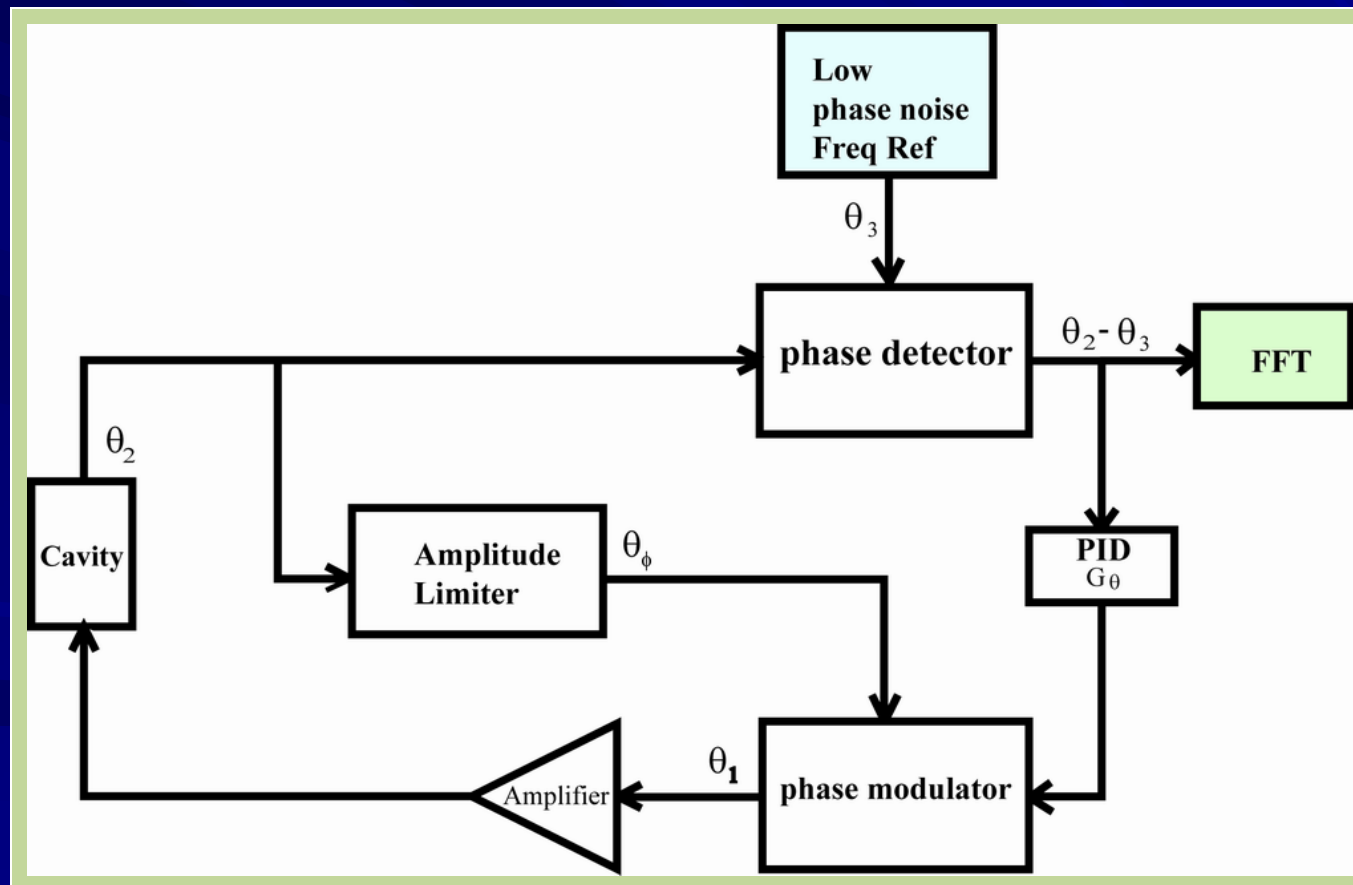 Low
phase noise
Freq Ref
θ3
phase detector
θ2- θ3
FFT
θ2
Cavity
Amplitude
Limiter
θϕ
PID
Gθ
Amplifier
θ1
phase modulator